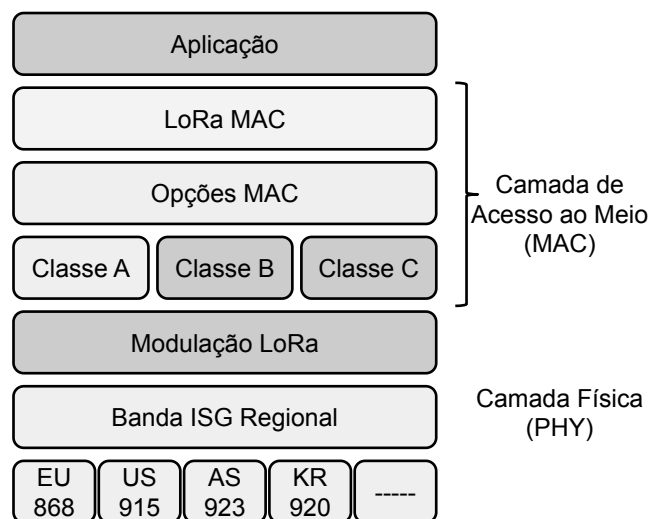 Aplicação
LoRa MAC
Opções MAC
Classe A
Classe B
Classe C
Camada de
Acesso ao Meio
(MAC)
Modulação LoRa
Banda ISG Regional
Camada Física
(PHY)
EU
868
US
915
AS
923
KR
920
-----